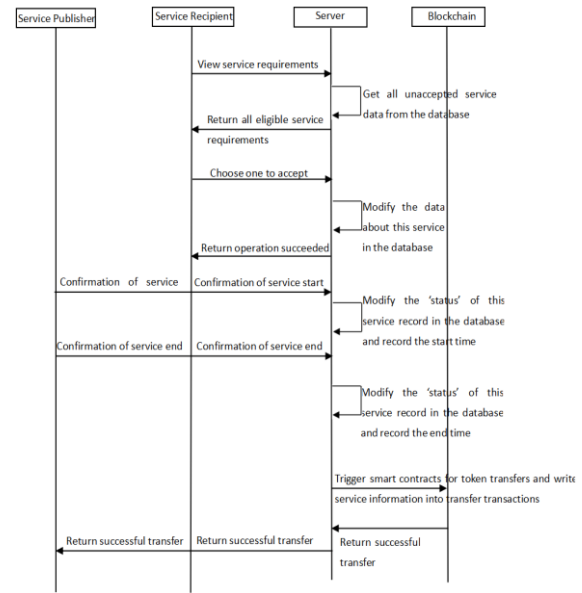 Service Publisher
Service Recipient
Server
Blockchain
View service requirements
Get all unaccepted service
data from the database
Return all eligible service
requirements
Choose one to accept
Modify the data
about this service
in the database
Return operation succeeded
Confirmation of service
Confirmation of service start
Modify the 'status' of this
service record in the database
and record the start time
Confirmation of service end
Confirmation of service end
Modify the 'status' of this
service record in the database
and record the end time
Trigger smart contracts for token transfers and write
service information into transfer transactions
Return successful transfer
Return successful transfer
Return successful
transfer